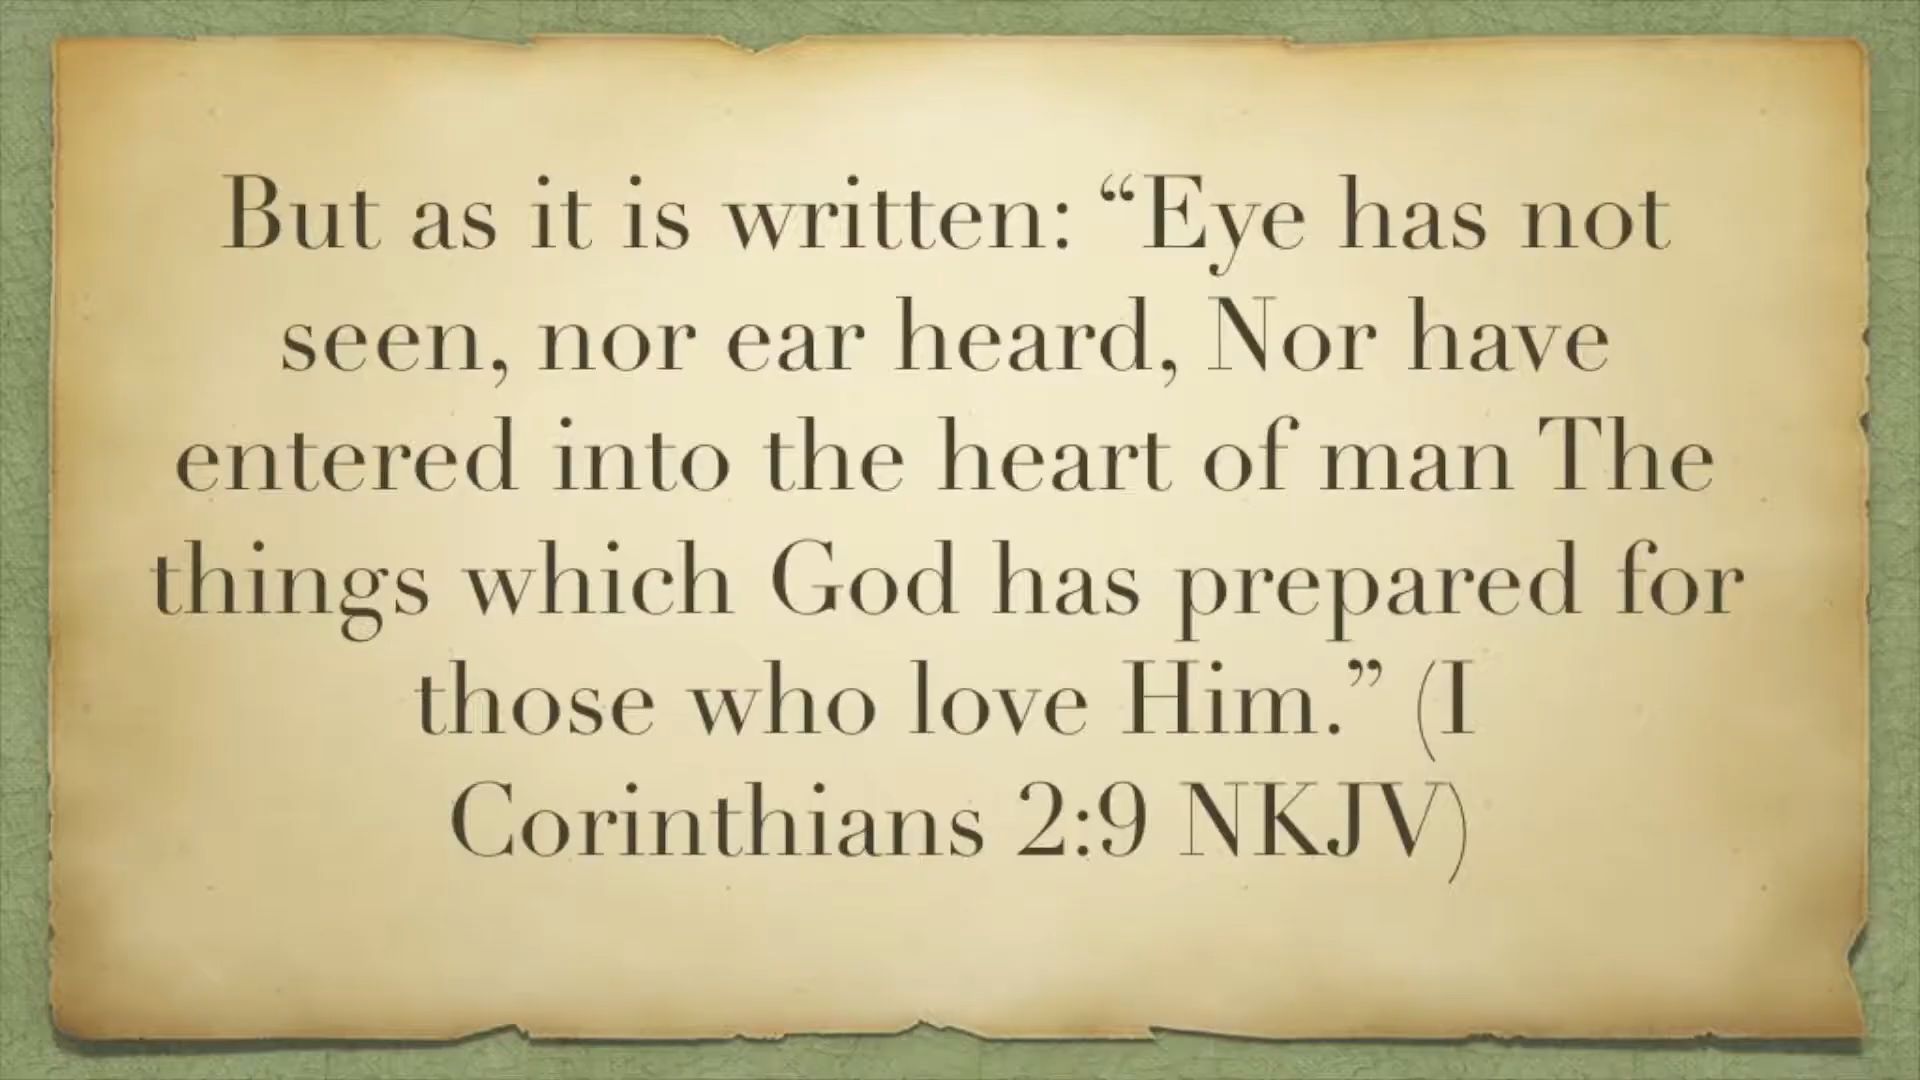 But as it is written: “Eye has not
seen, nor ear heard, Nor have
entered into the heart of man The
things which God has prepared for
those who love Him.” (I
Corinthians 2:9 NKJV)